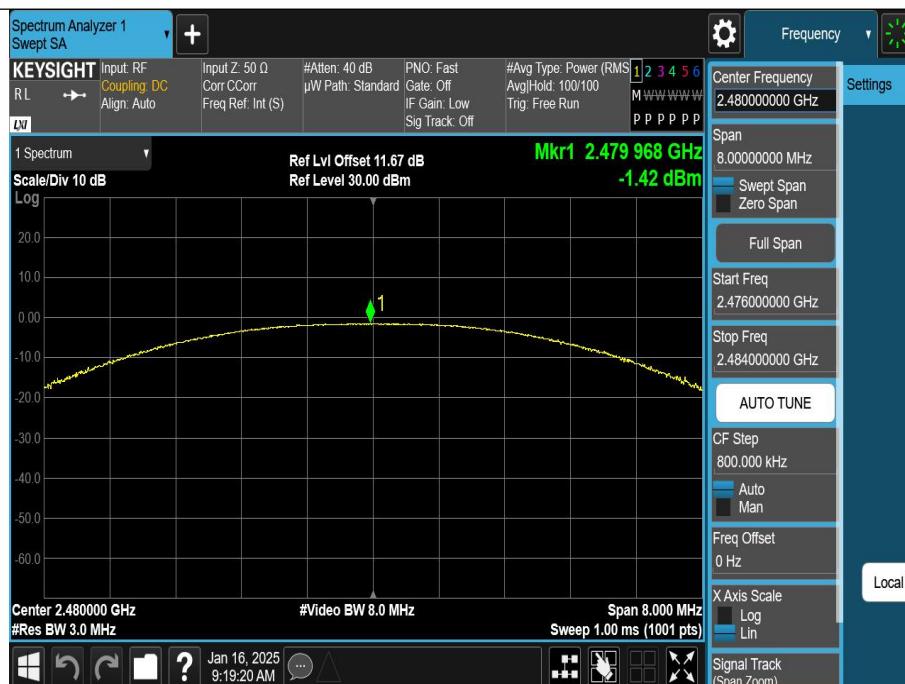 Spectrum Analyzer 1
Swept SA
Frequency
KEYSIGHT
RL
LXI
Input: RF
Coupling: DC
Align: Auto
Input Z: 50 Ω
Corr CCorr
Freq Ref: Int (S)
#Atten: 40 dB
µW Path: Standard
PNO: Fast
Gate: Off
IF Gain: Low
Sig Track: Off
#Avg Type: Power (RMS
Avg|Hold: 100/100
Trig: Free Run
1 2 3 4 5 6
M W W W W W
P P P P P P
Center Frequency
2.480000000 GHz
Settings
1 Spectrum
Scale/Div 10 dB
Log
Ref Lvl Offset 11.67 dB
Ref Level 30.00 dBm
Mkr1 2.479 968 GHz
-1.42 dBm
Span
8.00000000 MHz
Swept Span
Zero Span
Full Span
Start Freq
2.476000000 GHz
Stop Freq
2.484000000 GHz
AUTO TUNE
CF Step
800.000 kHz
Auto
Man
Freq Offset
0 Hz
X Axis Scale
Log
Lin
Signal Track
(Span Zoom)
Local
20.0
10.0
0.00
-10.0
-20.0
-30.0
-40.0
-50.0
-60.0
1
Center 2.480000 GHz
#Res BW 3.0 MHz
#Video BW 8.0 MHz
Span 8.000 MHz
Sweep 1.00 ms (1001 pts)
?
Jan 16, 2025
9:19:20 AM